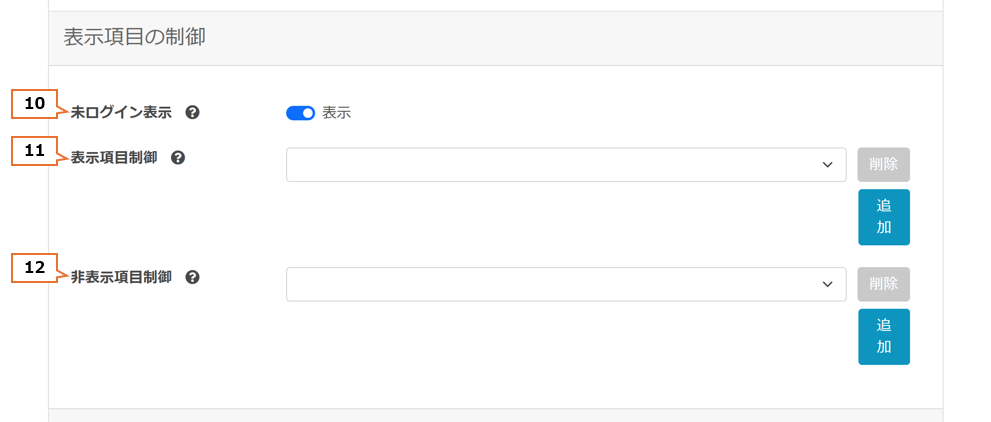 表示項目の制御
10
未ログイン表示 ?
表示
11
表示項目制御 ?
削除
追
加
12
非表示項目制御 ?
削除
追
加